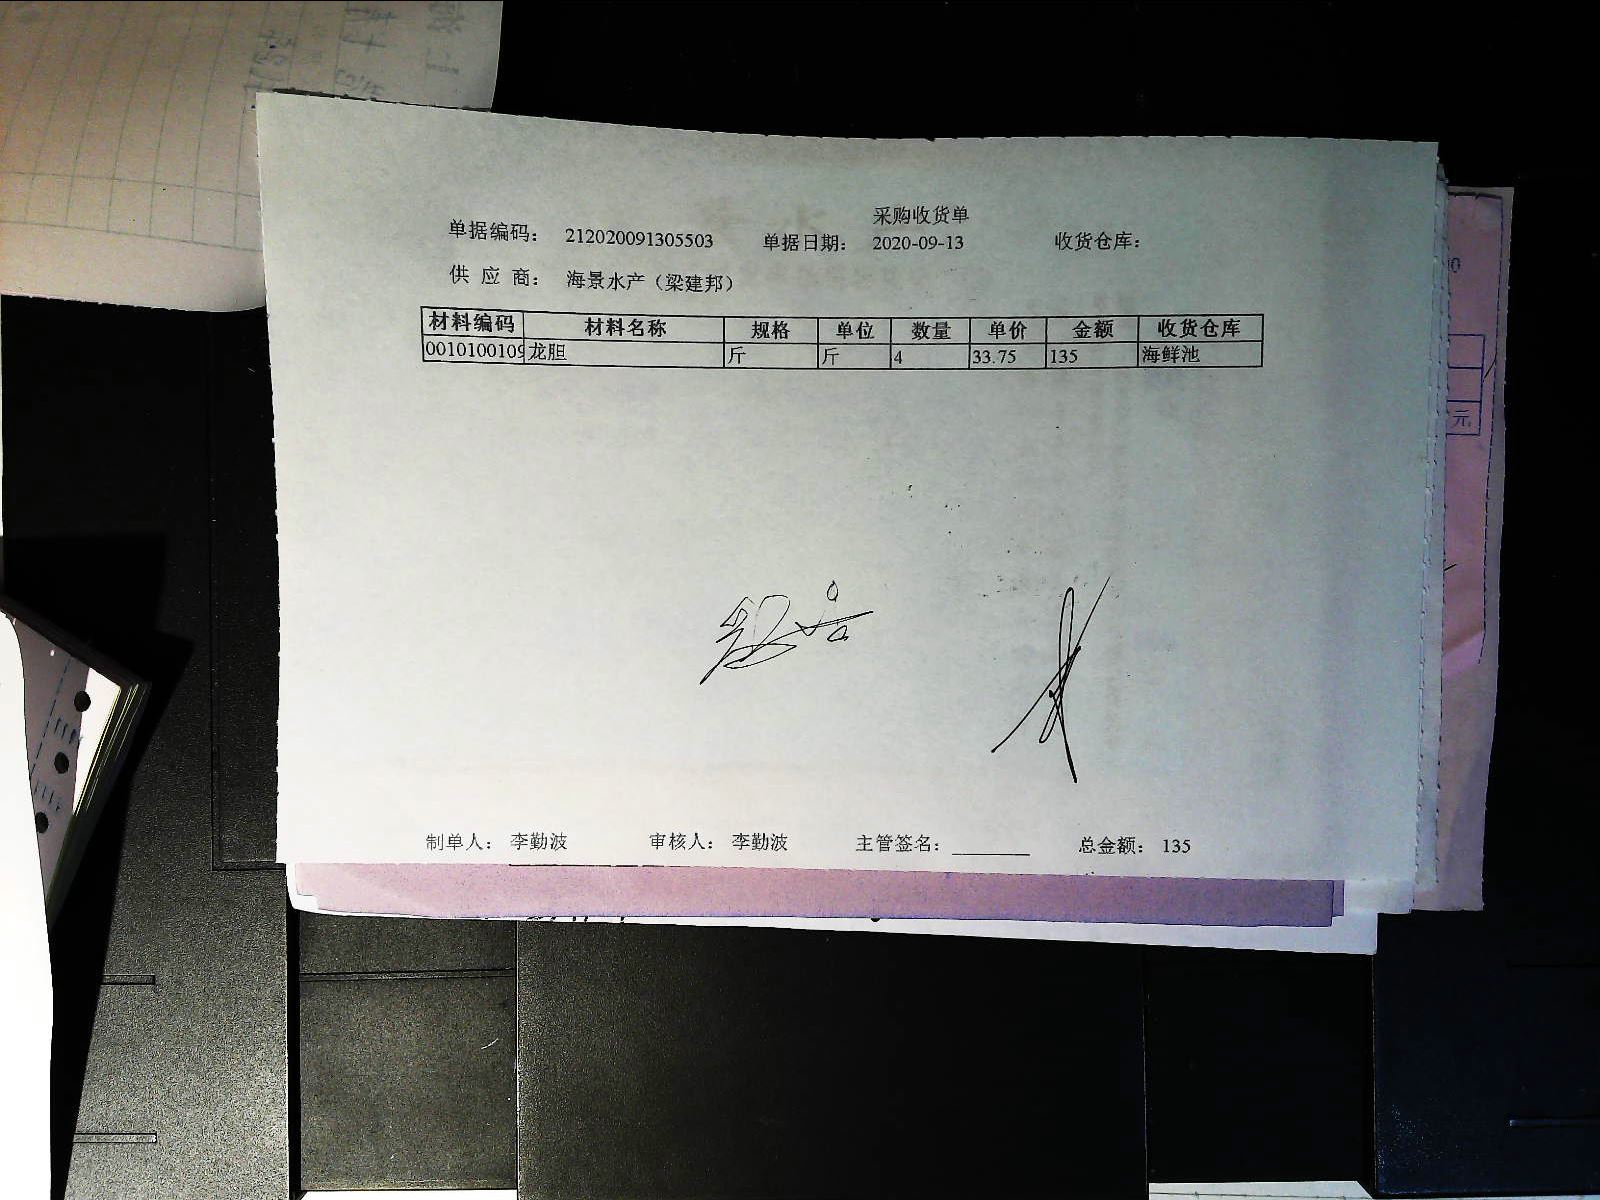 采购收货单
单据编码： 212020091305503 单据日期： 2020-09-13 收货仓库：
供 应 商： 海景水产（梁建邦）
材料编码 材料名称 规格 单位 数量 单价 金额 收货仓库
0010100109 龙胆 斤 斤 4 33.75 135 海鲜池
制单人： 李勤波 审核人： 李勤波 主管签名： 总金额： 135
元